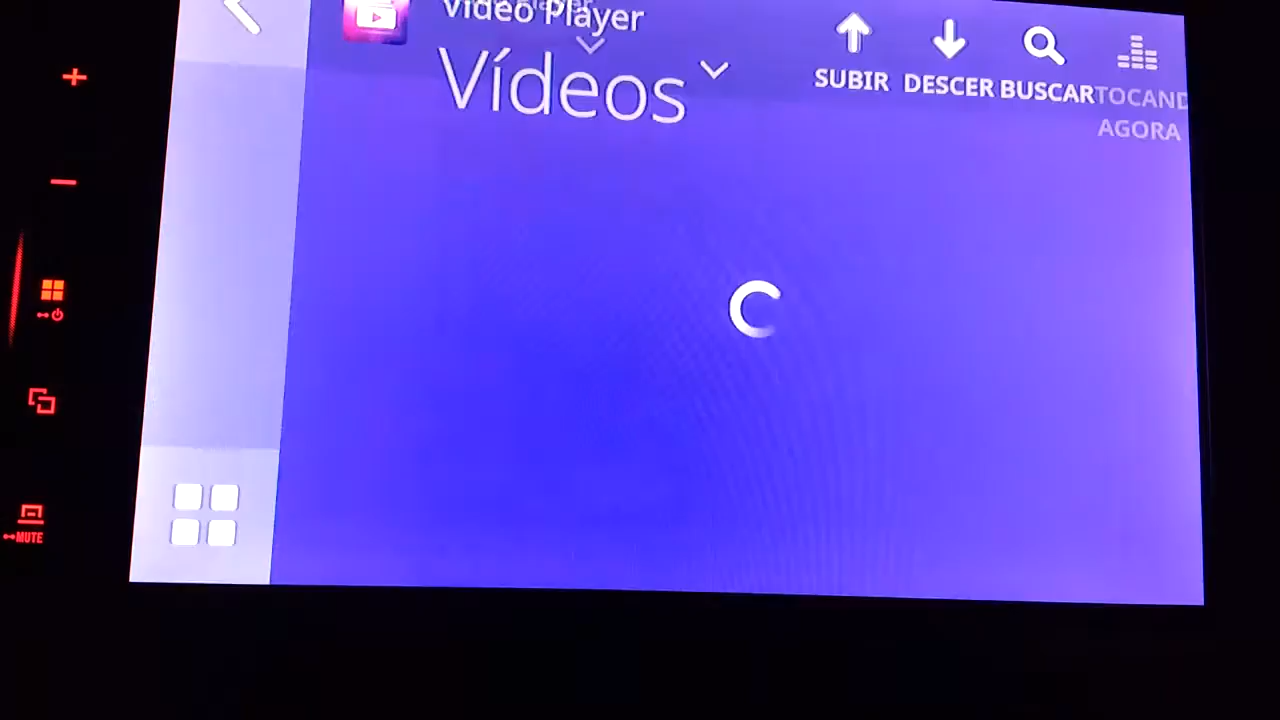 Video Player
Vídeos
SUBIR
DESCER
BUSCAR
TOCAND
AGORA
MUTE